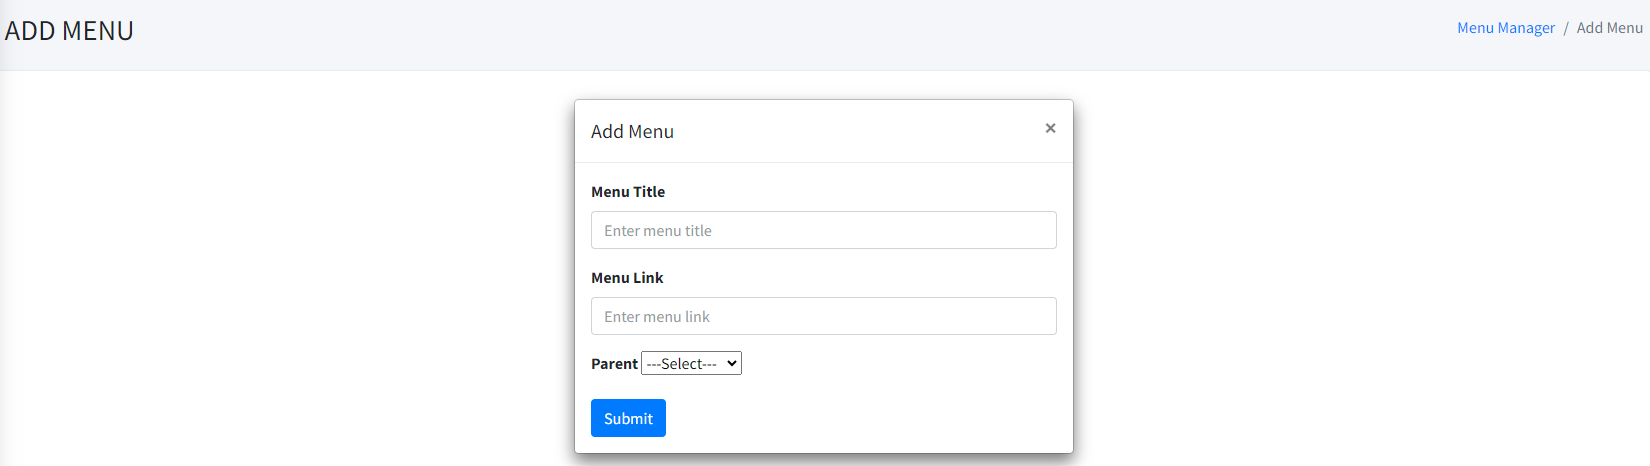 ADD MENU
Menu Manager / Add Menu
Add Menu ×
Menu Title
Enter menu title
Menu Link
Enter menu link
Parent ---Select---
Submit